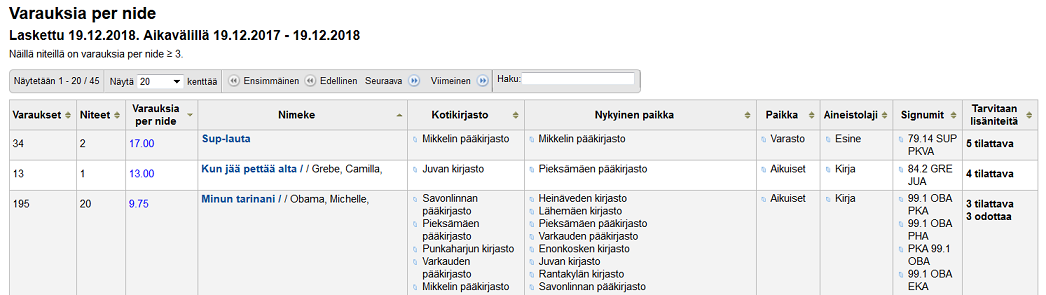 Varauksia per nide
Laskettu 19.12.2018. Aikavälillä 19.12.2017 - 19.12.2018
Näillä niteillä on varauksia per nide ≥ 3.
Näytetään 1 - 20 / 45 Näytä 20 kenttää Ensimmäinen Edellinen Seuraava Viimeinen Haku:
Varaukset Niteet Varauksia per nide Nimeke Kotikirjasto Nykyinen paikka Paikka Aineistolaji Signumit Tarvitaan lisäniteitä
34 2 17.00 Sup-lauta Mikkelin pääkirjasto Mikkelin pääkirjasto Varasto Esine 79.14 SUP 5 tilattava
PKVA
13 1 13.00 Kun jää pettää alta / / Grebe, Camilla, Juvan kirjasto Pieksämäen pääkirjasto Aikuiset Kirja 84.2 GRE 4 tilattava
JUA
195 20 9.75 Minun tarinani / / Obama, Michelle, Savonlinnan Heinäveden kirjasto Aikuiset Kirja 99.1 OBA 3 tilattava
pääkirjasto Lähemäen kirjasto PKA 3 odottaa
Pieksämäen Pieksämäen pääkirjasto 99.1 OBA
pääkirjasto Varkauden pääkirjasto PHA
Punkaharjun kirjasto Enonkosken kirjasto PKA 99.1
Varkauden Juvan kirjasto OBA
pääkirjasto Rantakylän kirjasto 99.1 OBA
Mikkelin pääkirjasto Savonlinnan pääkirjasto EKA